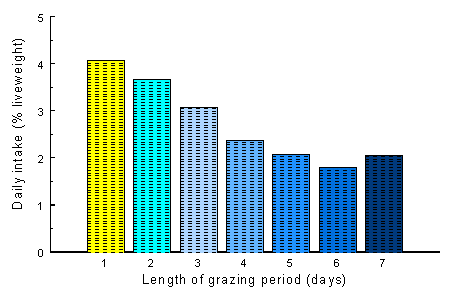 5
4
3
2
1
0
Daily intake (% liveweight)
1 2 3 4 5 6 7
Length of grazing period (days)